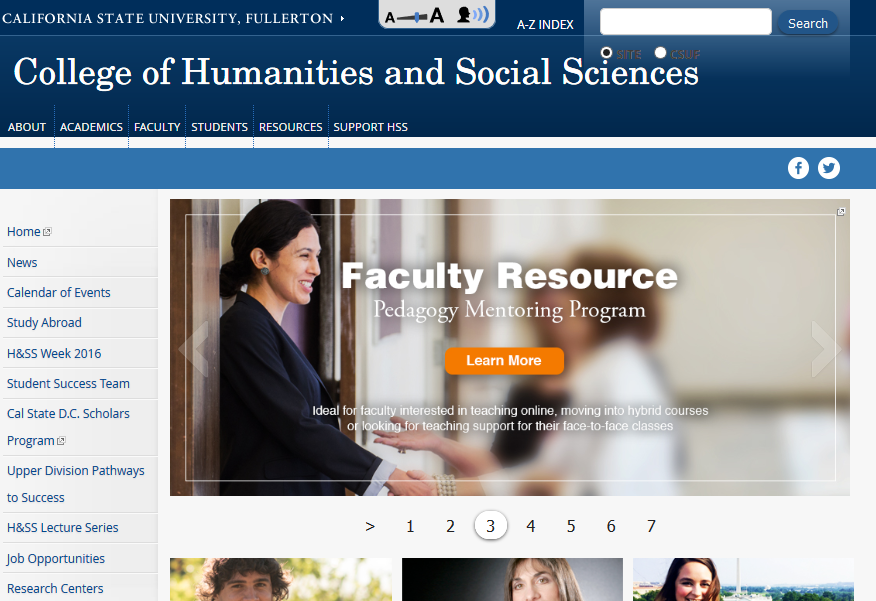 CALIFORNIA STATE UNIVERSITY, FULLERTON
A A
A-Z INDEX
Search
SITE CSUF
College of Humanities and Social Sciences
ABOUT ACADEMICS FACULTY STUDENTS RESOURCES SUPPORT HSS
Home
News
Calendar of Events
Study Abroad
H&SS Week 2016
Student Success Team
Cal State D.C. Scholars
Program
Upper Division Pathways
to Success
H&SS Lecture Series
Job Opportunities
Research Centers
Faculty Resource
Pedagogy Mentoring Program
Learn More
Ideal for faculty interested in teaching online, moving into hybrid courses
or looking for teaching support for their face-to-face classes
> 1 2 3 4 5 6 7